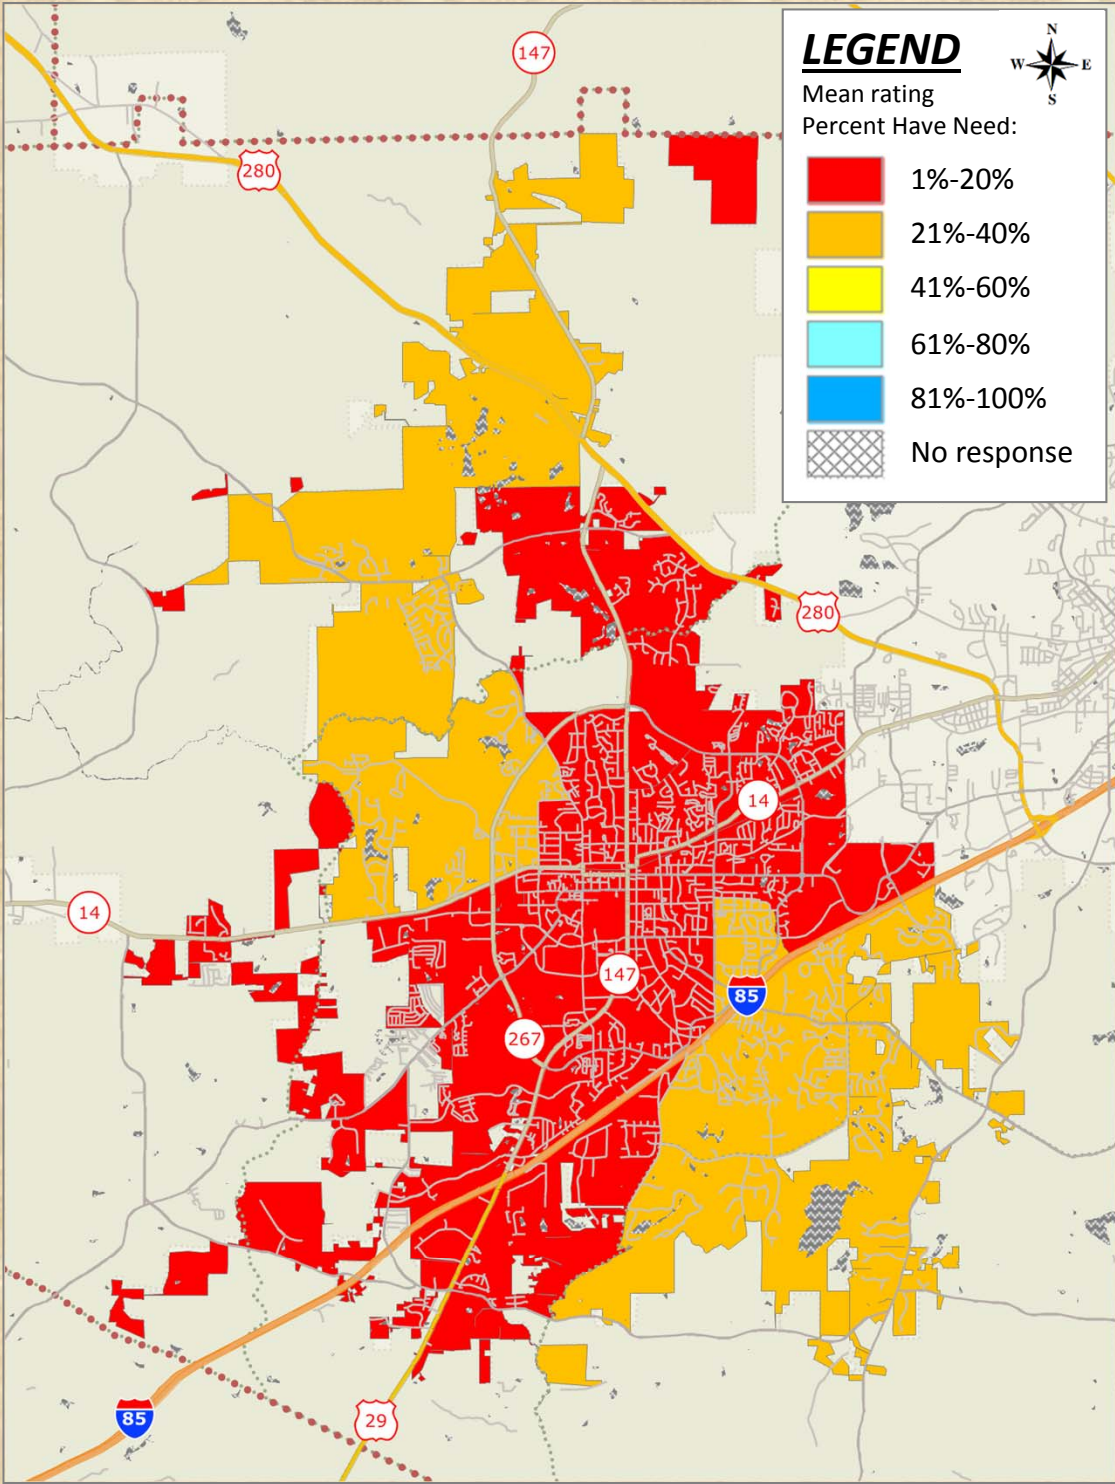 LEGEND
N
W E
S
Mean rating
Percent Have Need:
1%-20%
21%-40%
41%-60%
61%-80%
81%-100%
No response
147
280
280
14
14
147
85
267
85
29